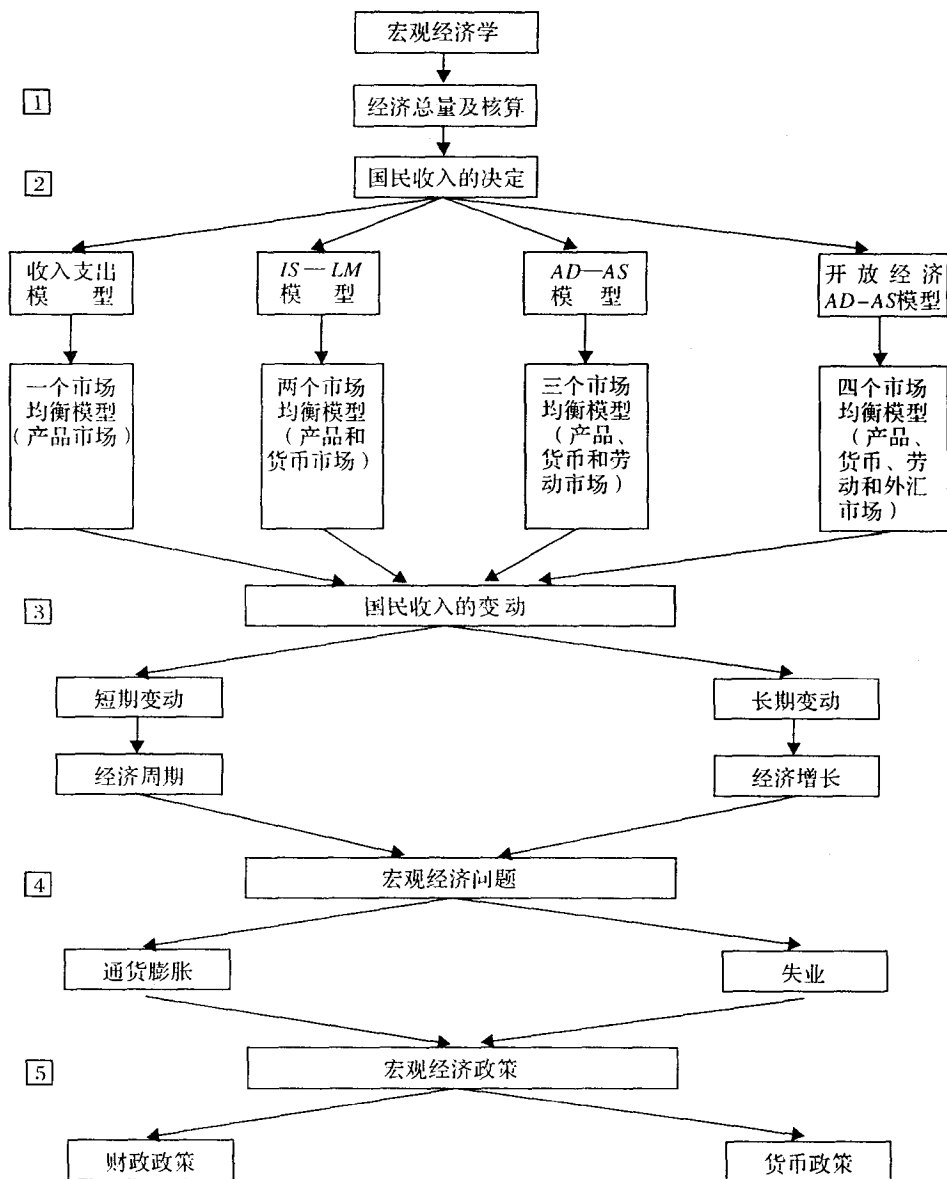 宏观经济学
1
经济总量及核算
2
国民收入的决定
收入支出
模 型
IS—LM
模 型
AD—AS
模 型
开放经济
AD-AS模型
一个市场
均衡模型
（产品市场）
两个市场
均衡模型
（产品和
货币市场）
三个市场
均衡模型
（产品、
货币和劳
动市场）
四个市场
均衡模型
（产品、
货币、劳
动和外汇
市场）
3
国民收入的变动
短期变动
长期变动
经济周期
经济增长
4
宏观经济问题
通货膨胀
失业
5
宏观经济政策
财政政策
货币政策